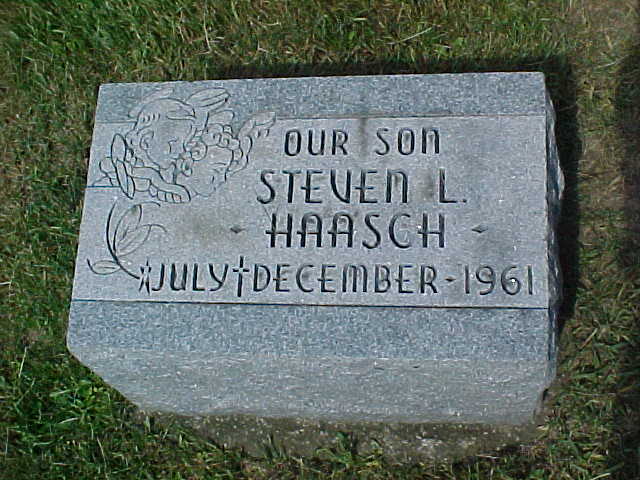 OUR SON
STEVEN L.
HAASCH
JULY † DECEMBER - 1961